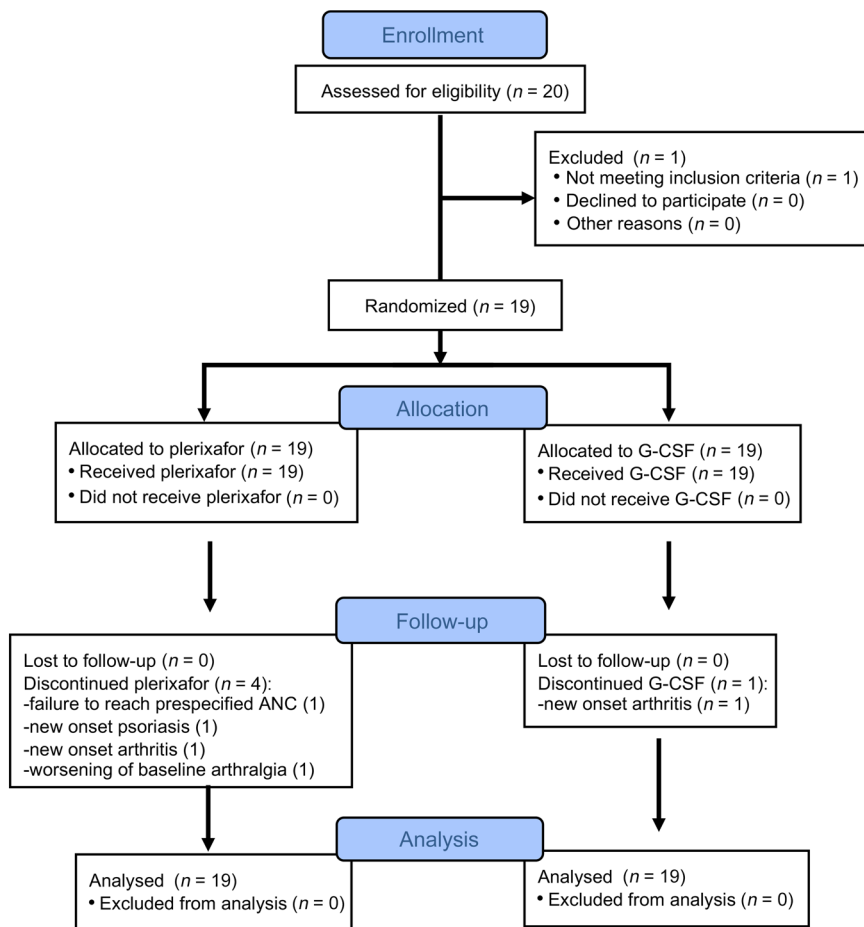 Enrollment
Assessed for eligibility (n = 20)
Excluded (n = 1)
• Not meeting inclusion criteria (n = 1)
• Declined to participate (n = 0)
• Other reasons (n = 0)
Randomized (n = 19)
Allocation
Allocated to plerixafor (n = 19)
• Received plerixafor (n = 19)
• Did not receive plerixafor (n = 0)
Allocated to G-CSF (n = 19)
• Received G-CSF (n = 19)
• Did not receive G-CSF (n = 0)
Follow-up
Lost to follow-up (n = 0)
Discontinued plerixafor (n = 4):
-failure to reach prespecified ANC (1)
-new onset psoriasis (1)
-new onset arthritis (1)
-worsening of baseline arthralgia (1)
Lost to follow-up (n = 0)
Discontinued G-CSF (n = 1):
-new onset arthritis (n = 1)
Analysis
Analysed (n = 19)
• Excluded from analysis (n = 0)
Analysed (n = 19)
• Excluded from analysis (n = 0)